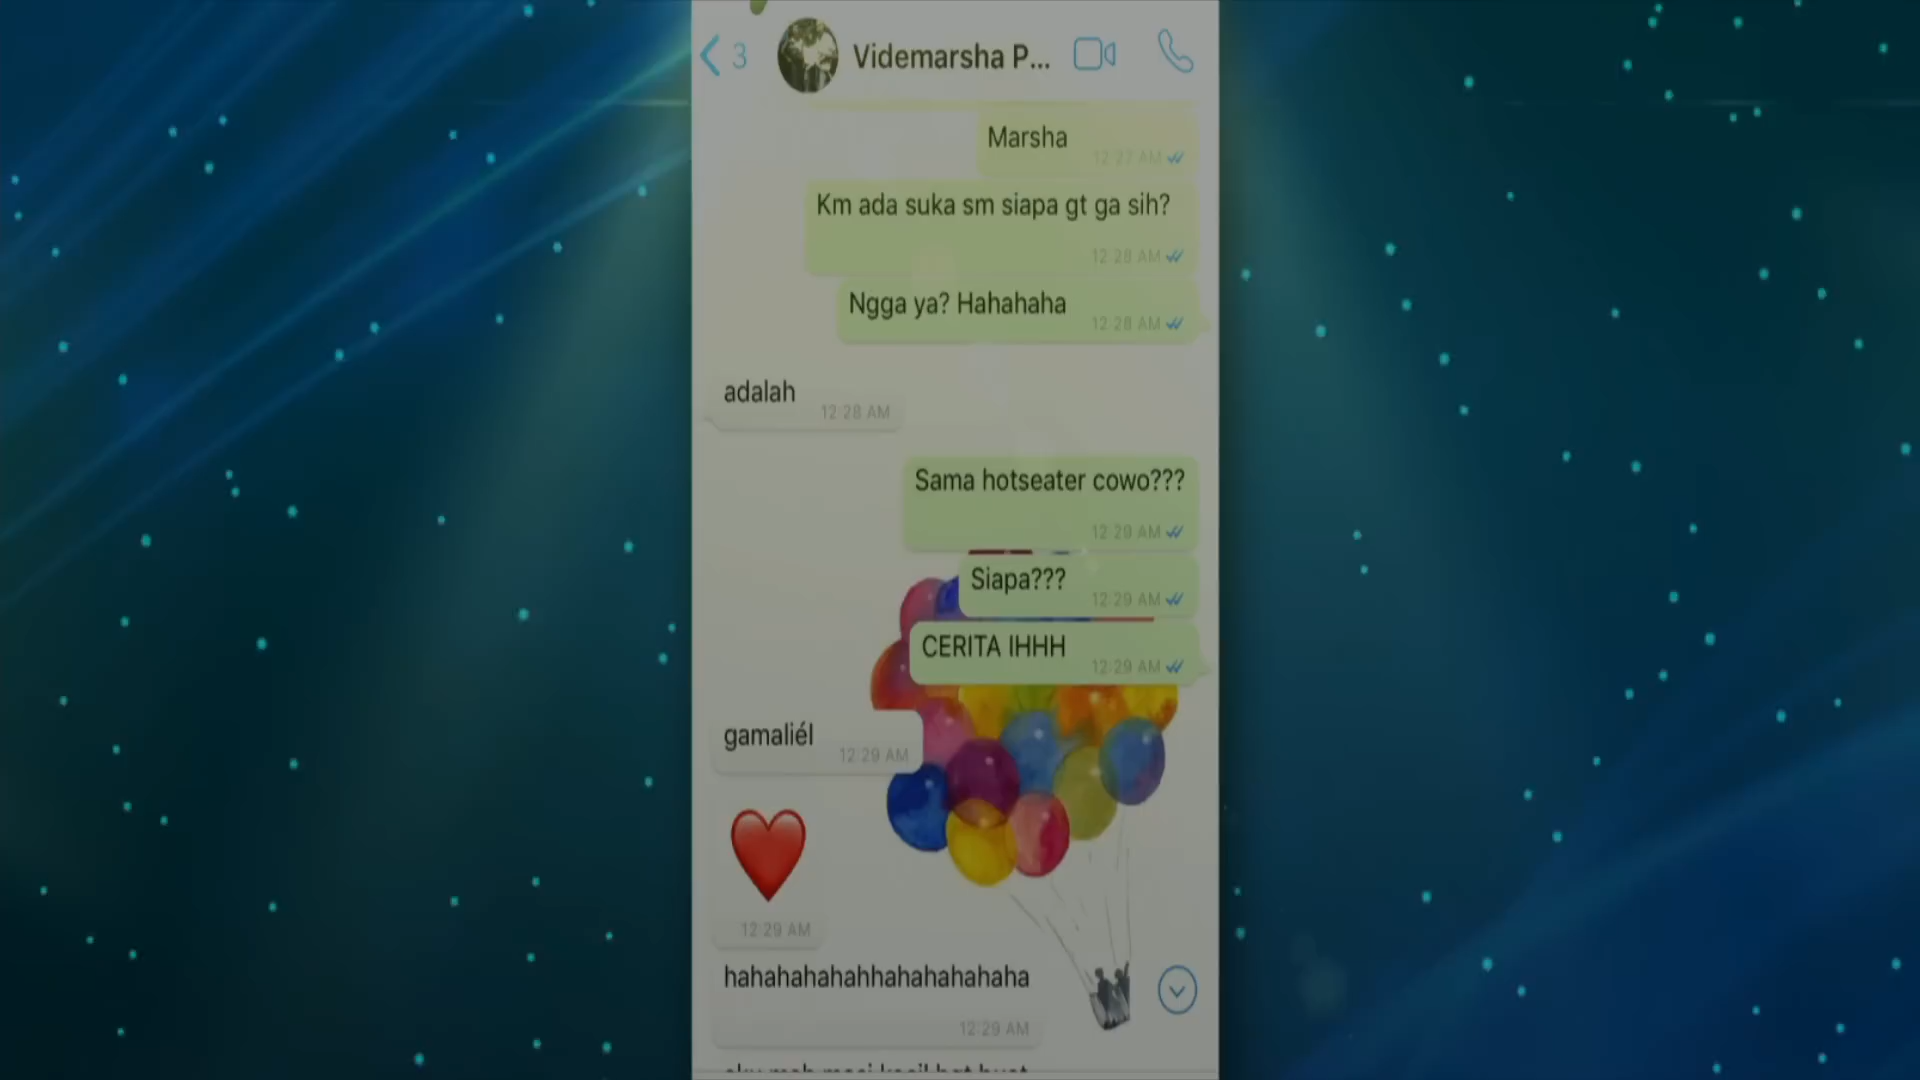 3 Videmarsha P...
Marsha
12:27 AM
Km ada suka sm siapa gt ga sih?
12:28 AM
Ngga ya? Hahahaha
12:28 AM
adalah
12:28 AM
Sama hotseater cowo???
12:29 AM
Siapa???
12:29 AM
CERITA IHHH
12:29 AM
gamaliél
12:29 AM
12:29 AM
hahahahahahhahahahahaha
12:29 AM